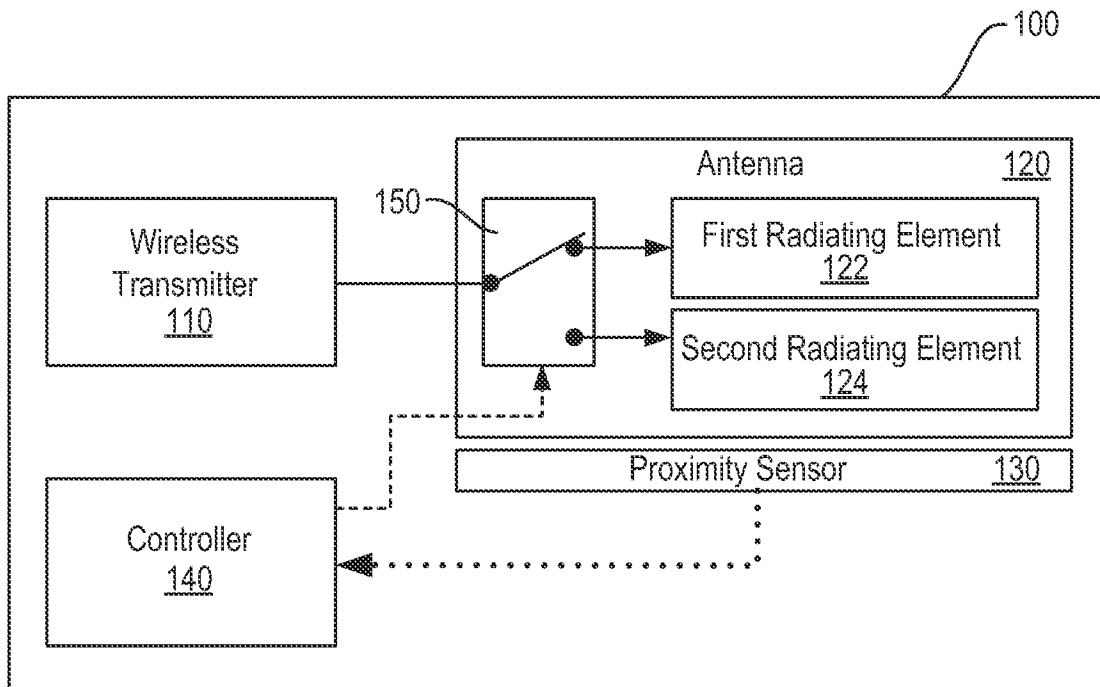 100
Antenna 120
150
Wireless
Transmitter
110
First Radiating Element
122
Second Radiating Element
124
Proximity Sensor 130
Controller
140